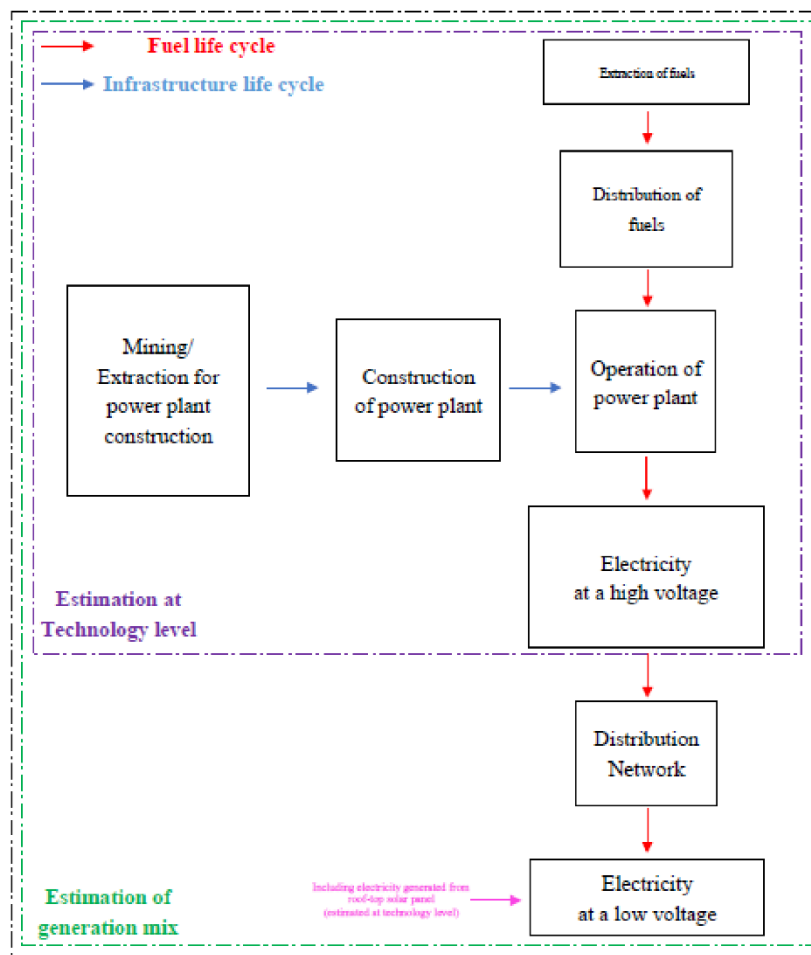 Fuel life cycle
Infrastructure life cycle
Extraction of fuels
Distribution of
fuels
Mining/
Extraction for
power plant
construction
Construction
of power plant
Operation of
power plant
Electricity
at a high voltage
Estimation at
Technology level
Distribution
Network
Including electricity generated from
roof-top solar panel
(estimated at technology level)
Electricity
at a low voltage
Estimation of
generation mix